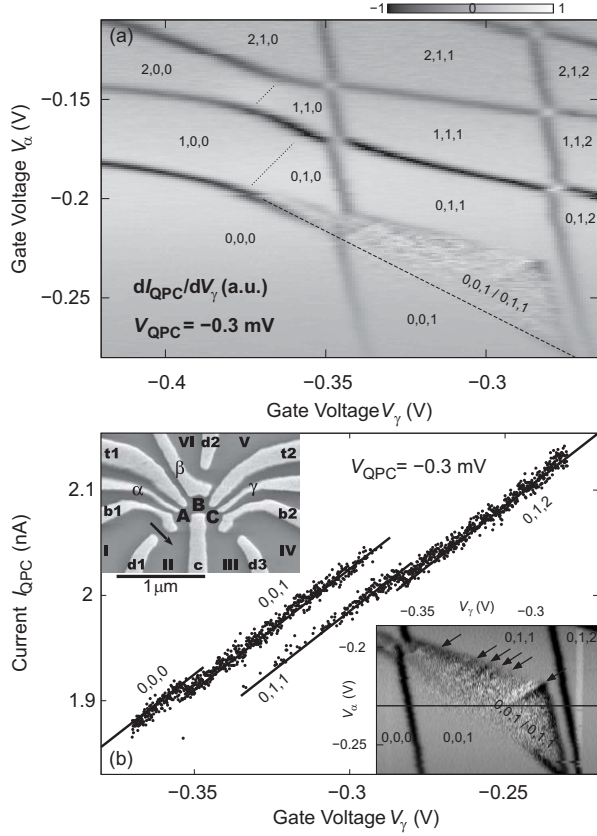 −1 1
(a)
2,1,0
2,1,1
2,1,2
2,0,0
1,1,0
1,1,1
1,1,2
1,0,0
0,1,0
0,1,1
0,1,2
0,0,0
0,0,1 / 0,1,1
0,0,1
dI_QPC/dV_γ (a.u.)
V_QPC = −0.3 mV
−0.15
−0.2
−0.25
Gate Voltage V_α (V)
−0.4 −0.35 −0.3
Gate Voltage V_γ (V)
VI d2 V
t1 t2
β
α γ
B
A C
b1 b2
I II III IV
d1 c d3
1 μm
V_QPC = −0.3 mV
2.1
2
1.9
Current I_QPC (nA)
0,0,0
0,0,1
0,1,1
0,1,2
−0.35 V_γ (V) −0.3
−0.2
V_α (V)
−0.25
0,1,1 0,1,2
0,0,1 / 0,1,1
0,0,0 0,0,1
(b)
−0.35 −0.3 −0.25
Gate Voltage V_γ (V)